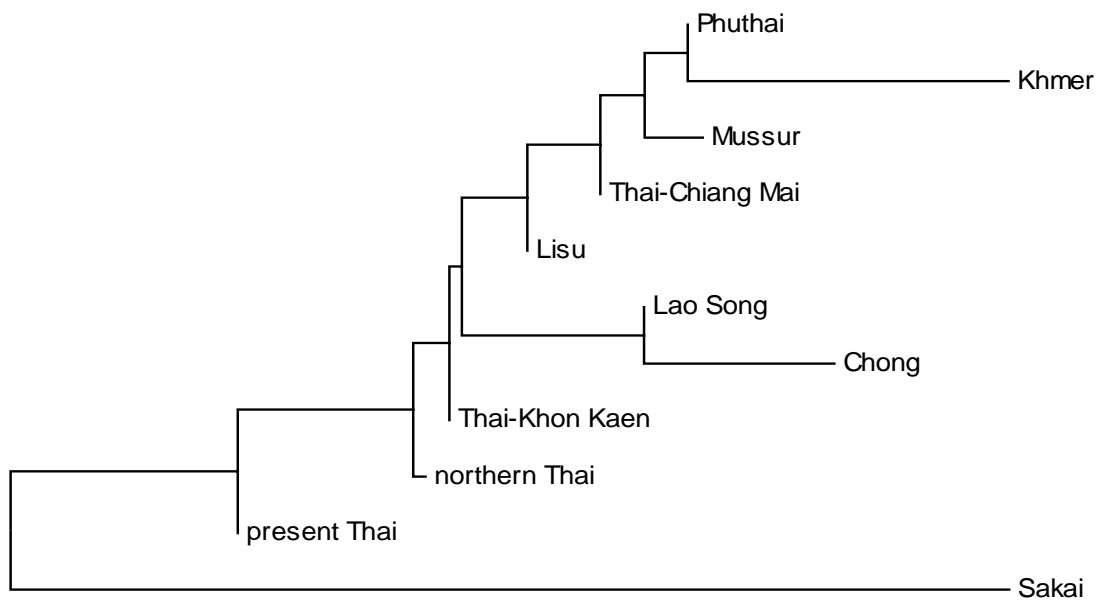 Phuthai
Khmer
Mussur
Thai-Chiang Mai
Lisu
Lao Song
Chong
Thai-Khon Kaen
northern Thai
present Thai
Sakai